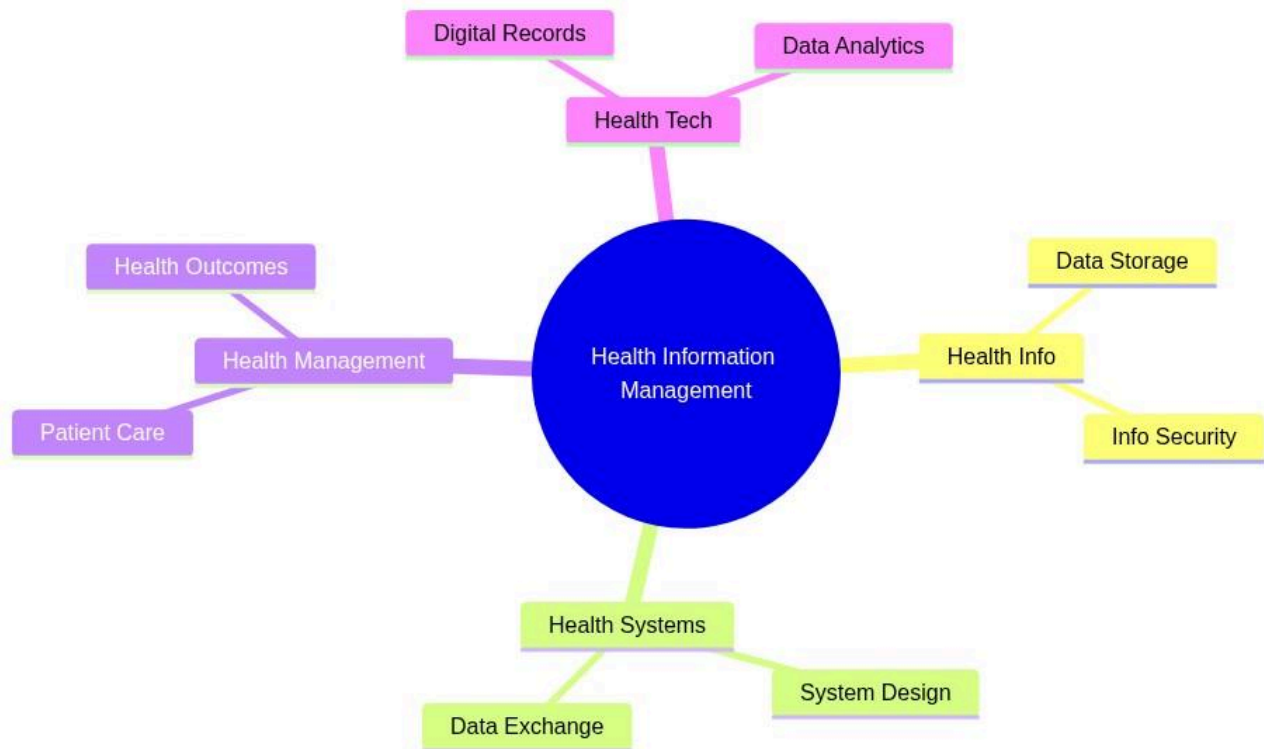 Digital Records
Data Analytics
Health Tech
Health Outcomes
Data Storage
Health Management
Health Information
Management
Health Info
Patient Care
Info Security
Health Systems
System Design
Data Exchange